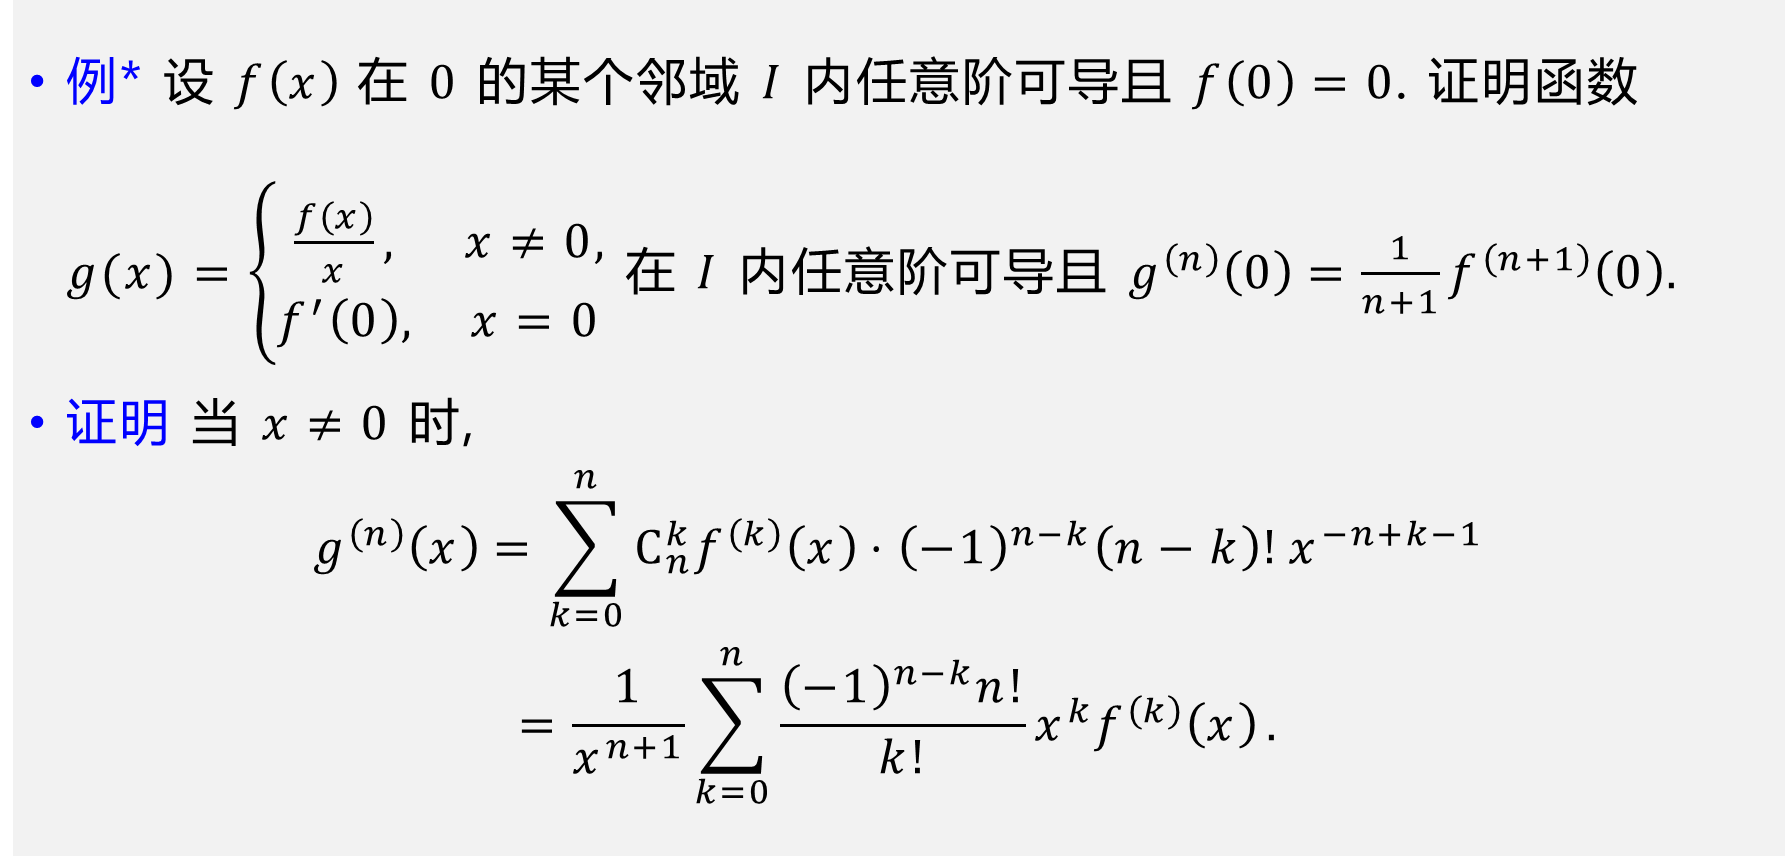 • 例* 设 f(x) 在 0 的某个邻域 I 内任意阶可导且 f(0) = 0. 证明函数
g(x) = { f(x)/x, x ≠ 0, f′(0), x = 0 在 I 内任意阶可导且 g^(n)(0) = 1/(n+1) f^(n+1)(0).
• 证明 当 x ≠ 0 时,
g^(n)(x) = ∑_{k=0}^{n} C_n^k f^(k)(x) · (−1)^{n−k}(n − k)! x^{−n+k−1}
= 1/x^{n+1} ∑_{k=0}^{n} (−1)^{n−k} n!/k! x^k f^(k)(x).